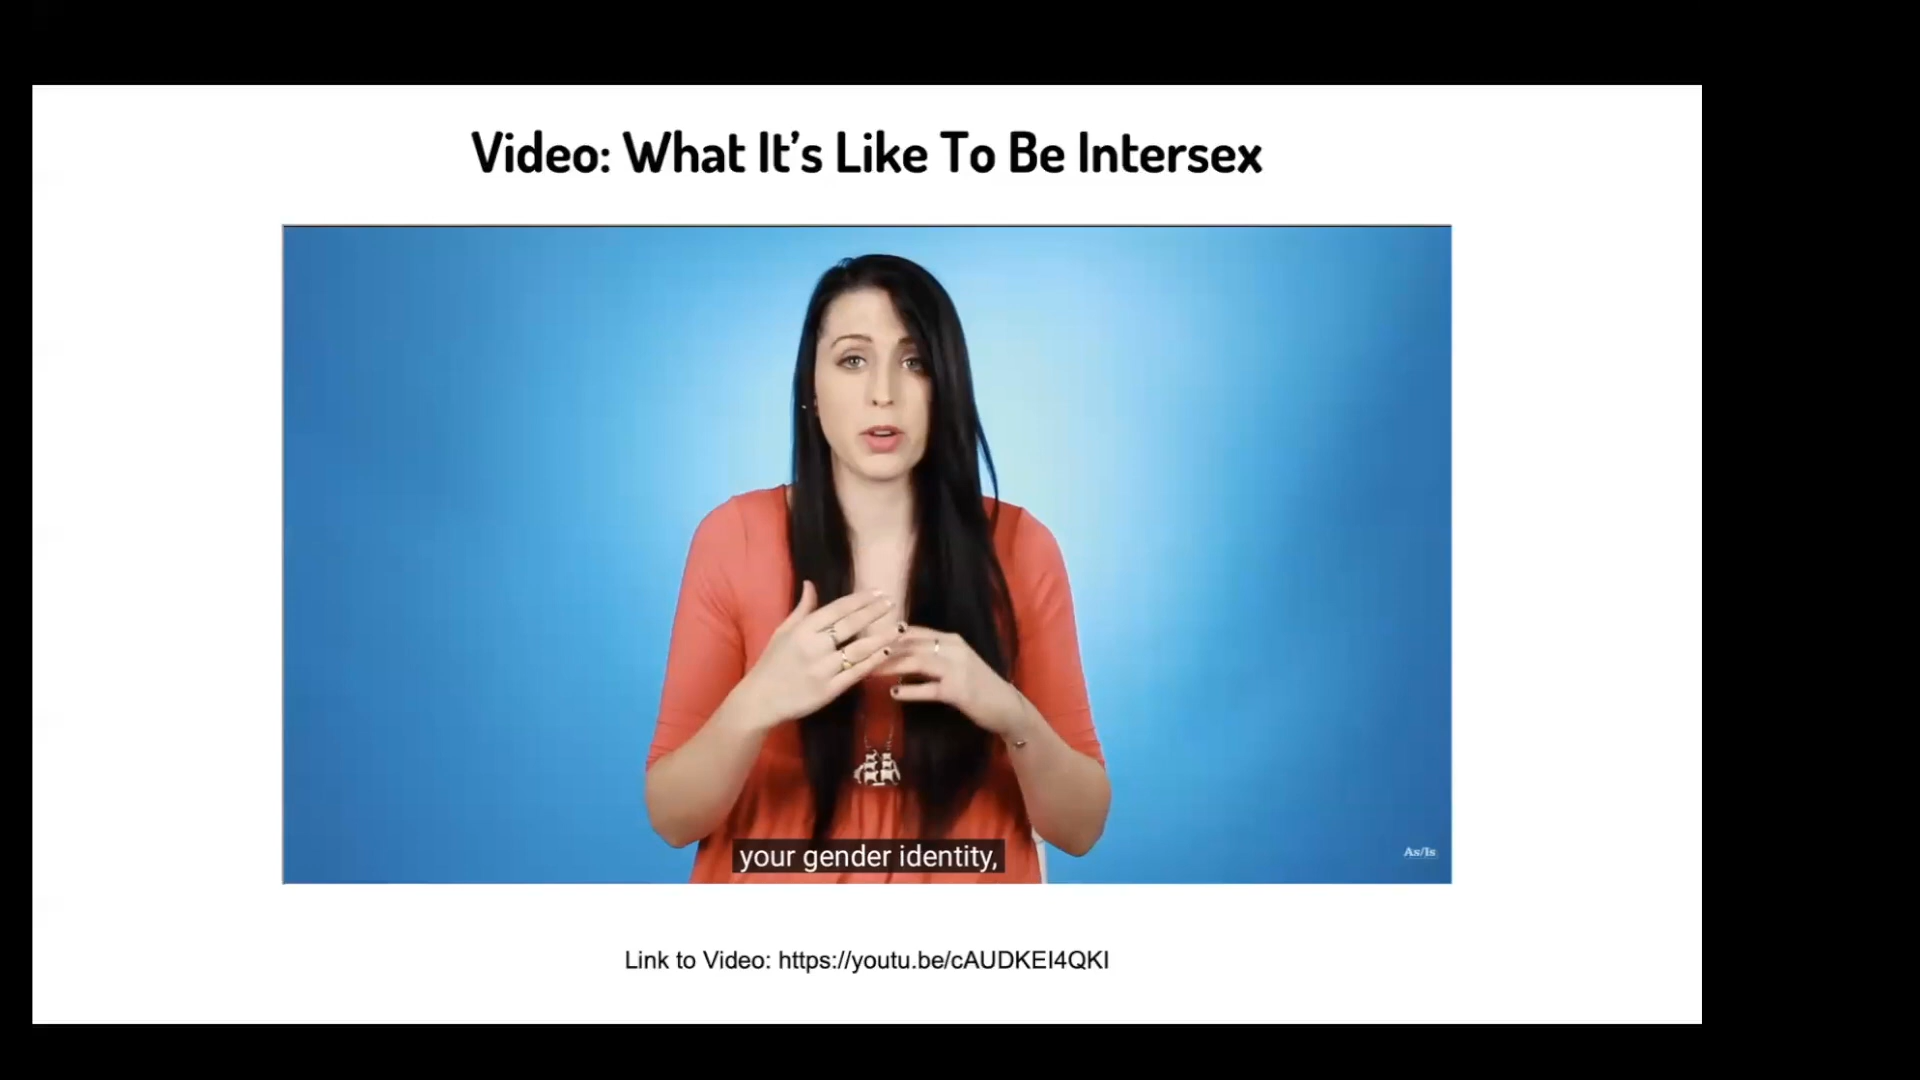 Video: What It's Like To Be Intersex
your gender identity,
As/Is
Link to Video: https://youtu.be/cAUDKEI4QKI